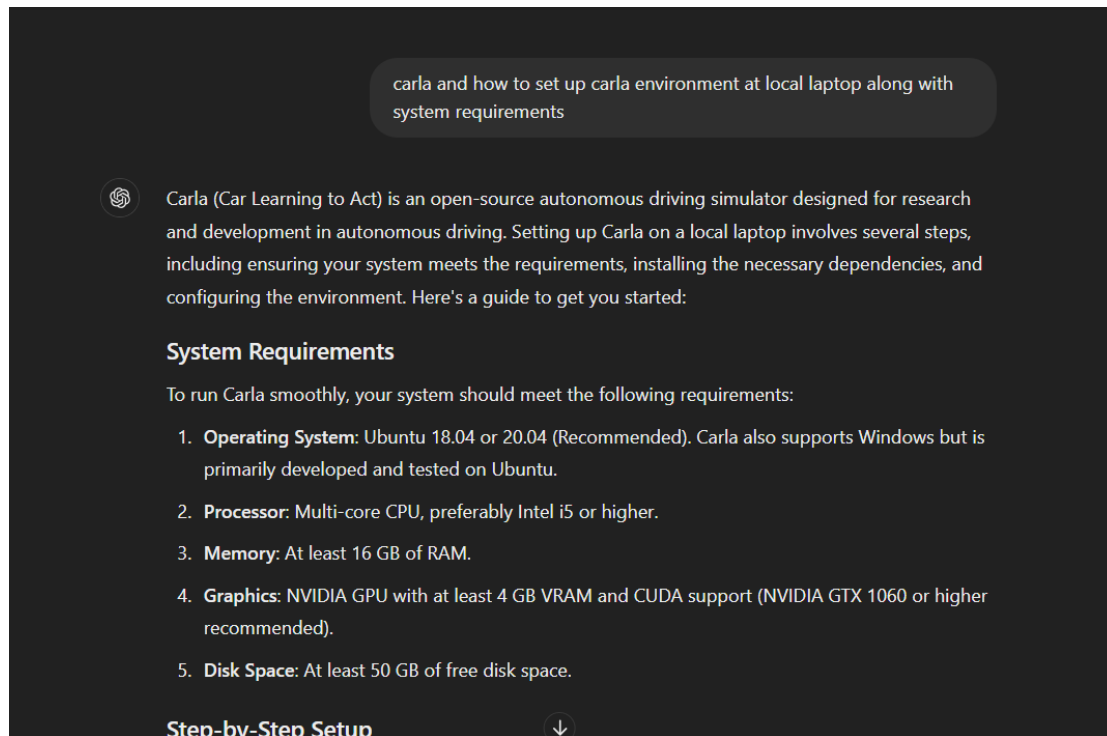 carla and how to set up carla environment at local laptop along with
system requirements
Carla (Car Learning to Act) is an open-source autonomous driving simulator designed for research
and development in autonomous driving. Setting up Carla on a local laptop involves several steps,
including ensuring your system meets the requirements, installing the necessary dependencies, and
configuring the environment. Here's a guide to get you started:
System Requirements
To run Carla smoothly, your system should meet the following requirements:
1. Operating System: Ubuntu 18.04 or 20.04 (Recommended). Carla also supports Windows but is
primarily developed and tested on Ubuntu.
2. Processor: Multi-core CPU, preferably Intel i5 or higher.
3. Memory: At least 16 GB of RAM.
4. Graphics: NVIDIA GPU with at least 4 GB VRAM and CUDA support (NVIDIA GTX 1060 or higher
recommended).
5. Disk Space: At least 50 GB of free disk space.
Step-by-Step Setup